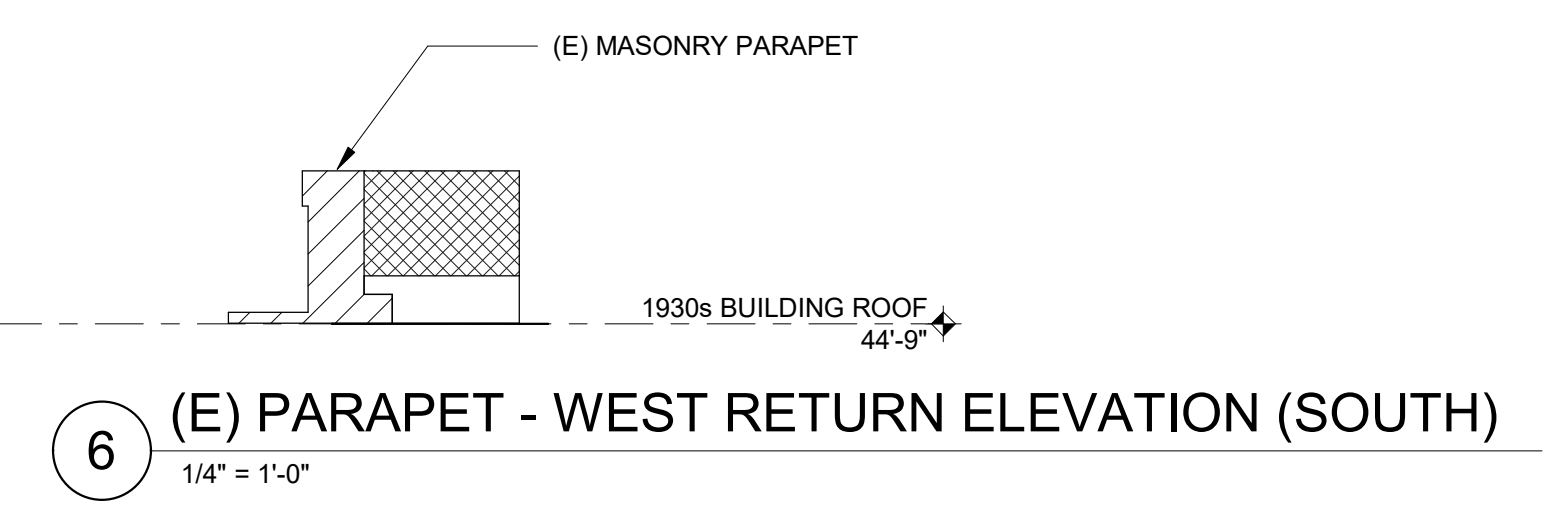 (E) MASONRY PARAPET
1930s BUILDING ROOF
44'-9"
6
(E) PARAPET - WEST RETURN ELEVATION (SOUTH)
1/4" = 1'-0"